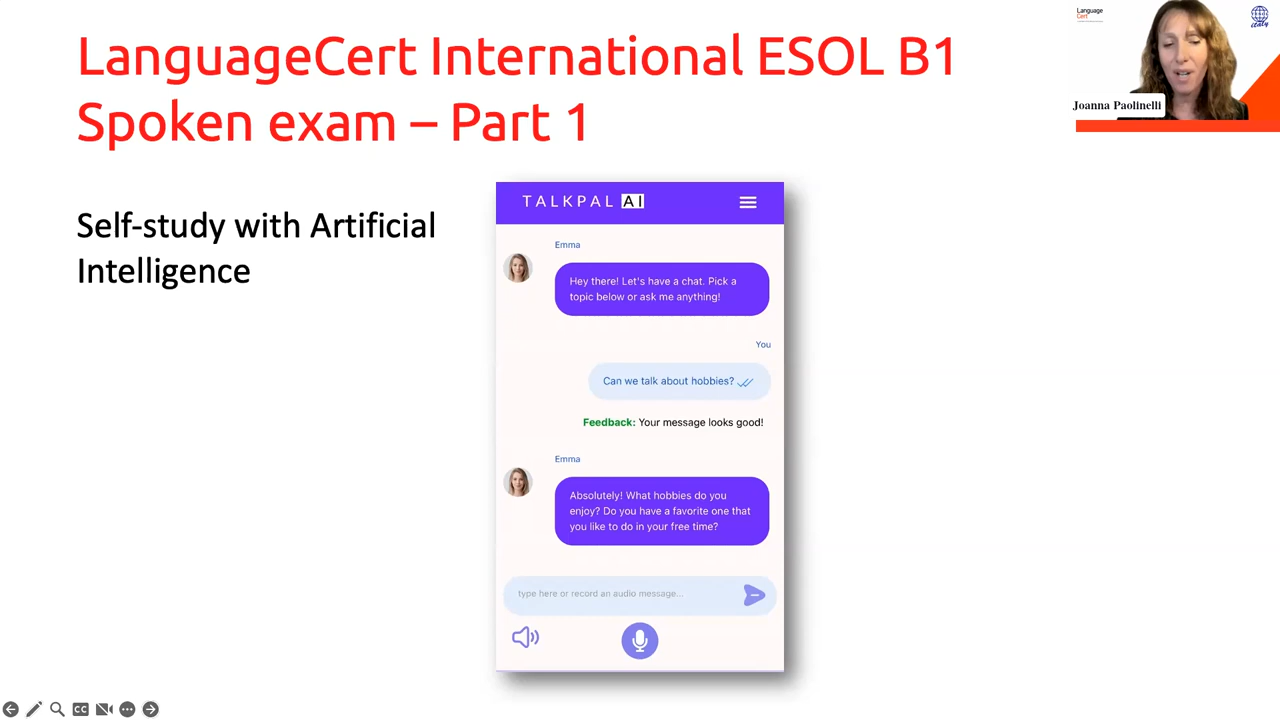 LanguageCert International ESOL B1
Spoken exam – Part 1
Language
Cert
Joanna Paolinelli
Self-study with Artificial
Intelligence
TALKPAL AI
Emma
Hey there! Let's have a chat. Pick a
topic below or ask me anything!
You
Can we talk about hobbies?
Feedback: Your message looks good!
Emma
Absolutely! What hobbies do you
enjoy? Do you have a favorite one that
you like to do in your free time?
type here or record an audio message...
CC